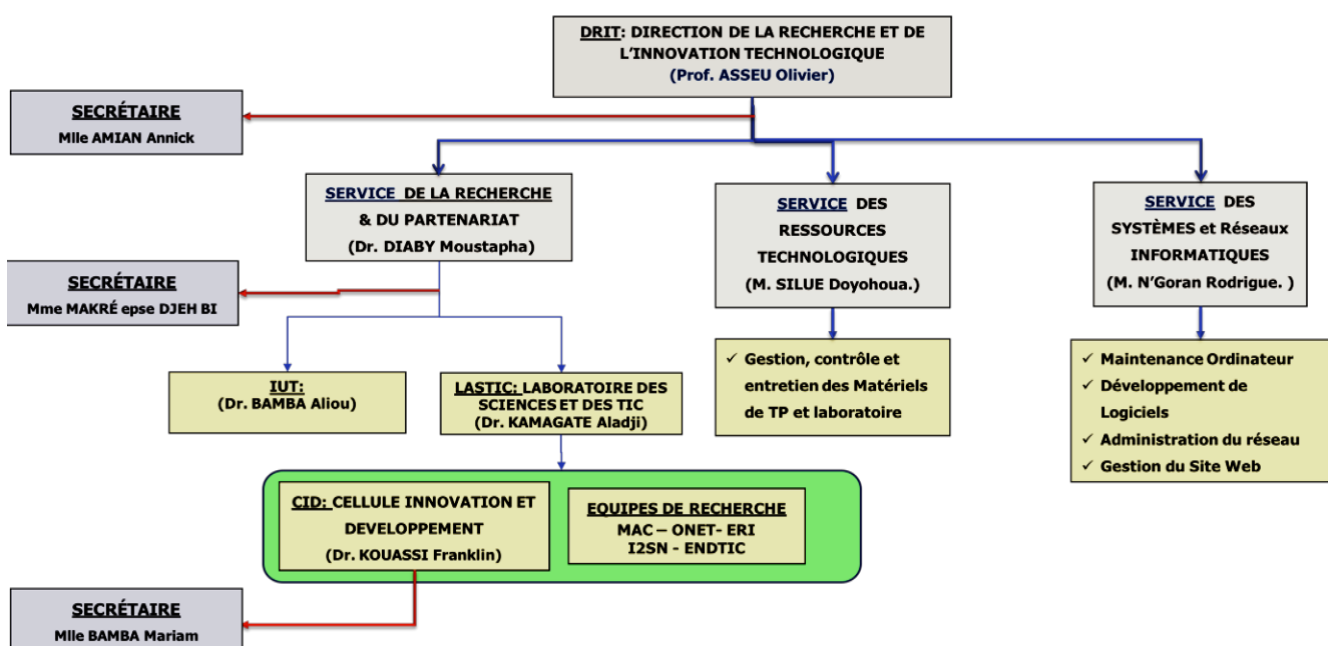 DRIT: DIRECTION DE LA RECHERCHE ET DE
L'INNOVATION TECHNOLOGIQUE
(Prof. ASSEU Olivier)
SECRÉTAIRE
Mlle AMIAN Annick
SERVICE DE LA RECHERCHE
& DU PARTENARIAT
(Dr. DIABY Moustapha)
SERVICE DES
RESSOURCES
TECHNOLOGIQUES
(M. SILUE Doyohoua.)
SERVICE DES
SYSTÈMES et Réseaux
INFORMATIQUES
(M. N'Goran Rodrigue. )
SECRÉTAIRE
Mme MAKRÉ epse DJEH BI
IUT:
(Dr. BAMBA Aliou)
LASTIC: LABORATOIRE DES
SCIENCES ET DES TIC
(Dr. KAMAGATE Aladji)
✓ Gestion, contrôle et
entretien des Matériels
de TP et laboratoire
✓ Maintenance Ordinateur
✓ Développement de
Logiciels
✓ Administration du réseau
✓ Gestion du Site Web
CID: CELLULE INNOVATION ET
DEVELOPPEMENT
(Dr. KOUASSI Franklin)
EQUIPES DE RECHERCHE
MAC – ONET- ERI
I2SN - ENDTIC
SECRÉTAIRE
Mlle BAMBA Mariam